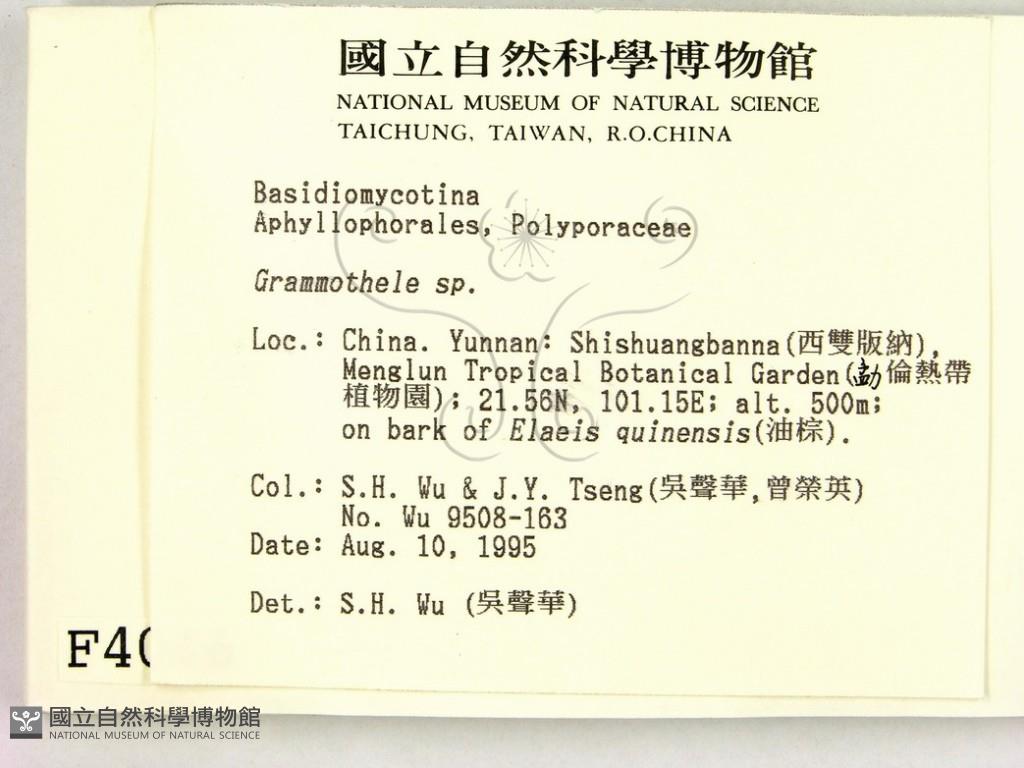 國立自然科學博物館
NATIONAL MUSEUM OF NATURAL SCIENCE
TAICHUNG, TAIWAN, R.O.CHINA
Basidiomycotina
Aphyllophorales, Polyporaceae
Grammothele sp.
Loc.: China. Yunnan: Shishuangbanna(西雙版納),
Menglun Tropical Botanical Garden(勐倫熱帶
植物園); 21.56N, 101.15E; alt. 500m;
on bark of Elaeis quinensis(油棕).
Col.: S.H. Wu & J.Y. Tseng(吳聲華,曾榮英)
No. Wu 9508-163
Date: Aug. 10, 1995
Det.: S.H. Wu (吳聲華)
F40
國立自然科學博物館
NATIONAL MUSEUM OF NATURAL SCIENCE